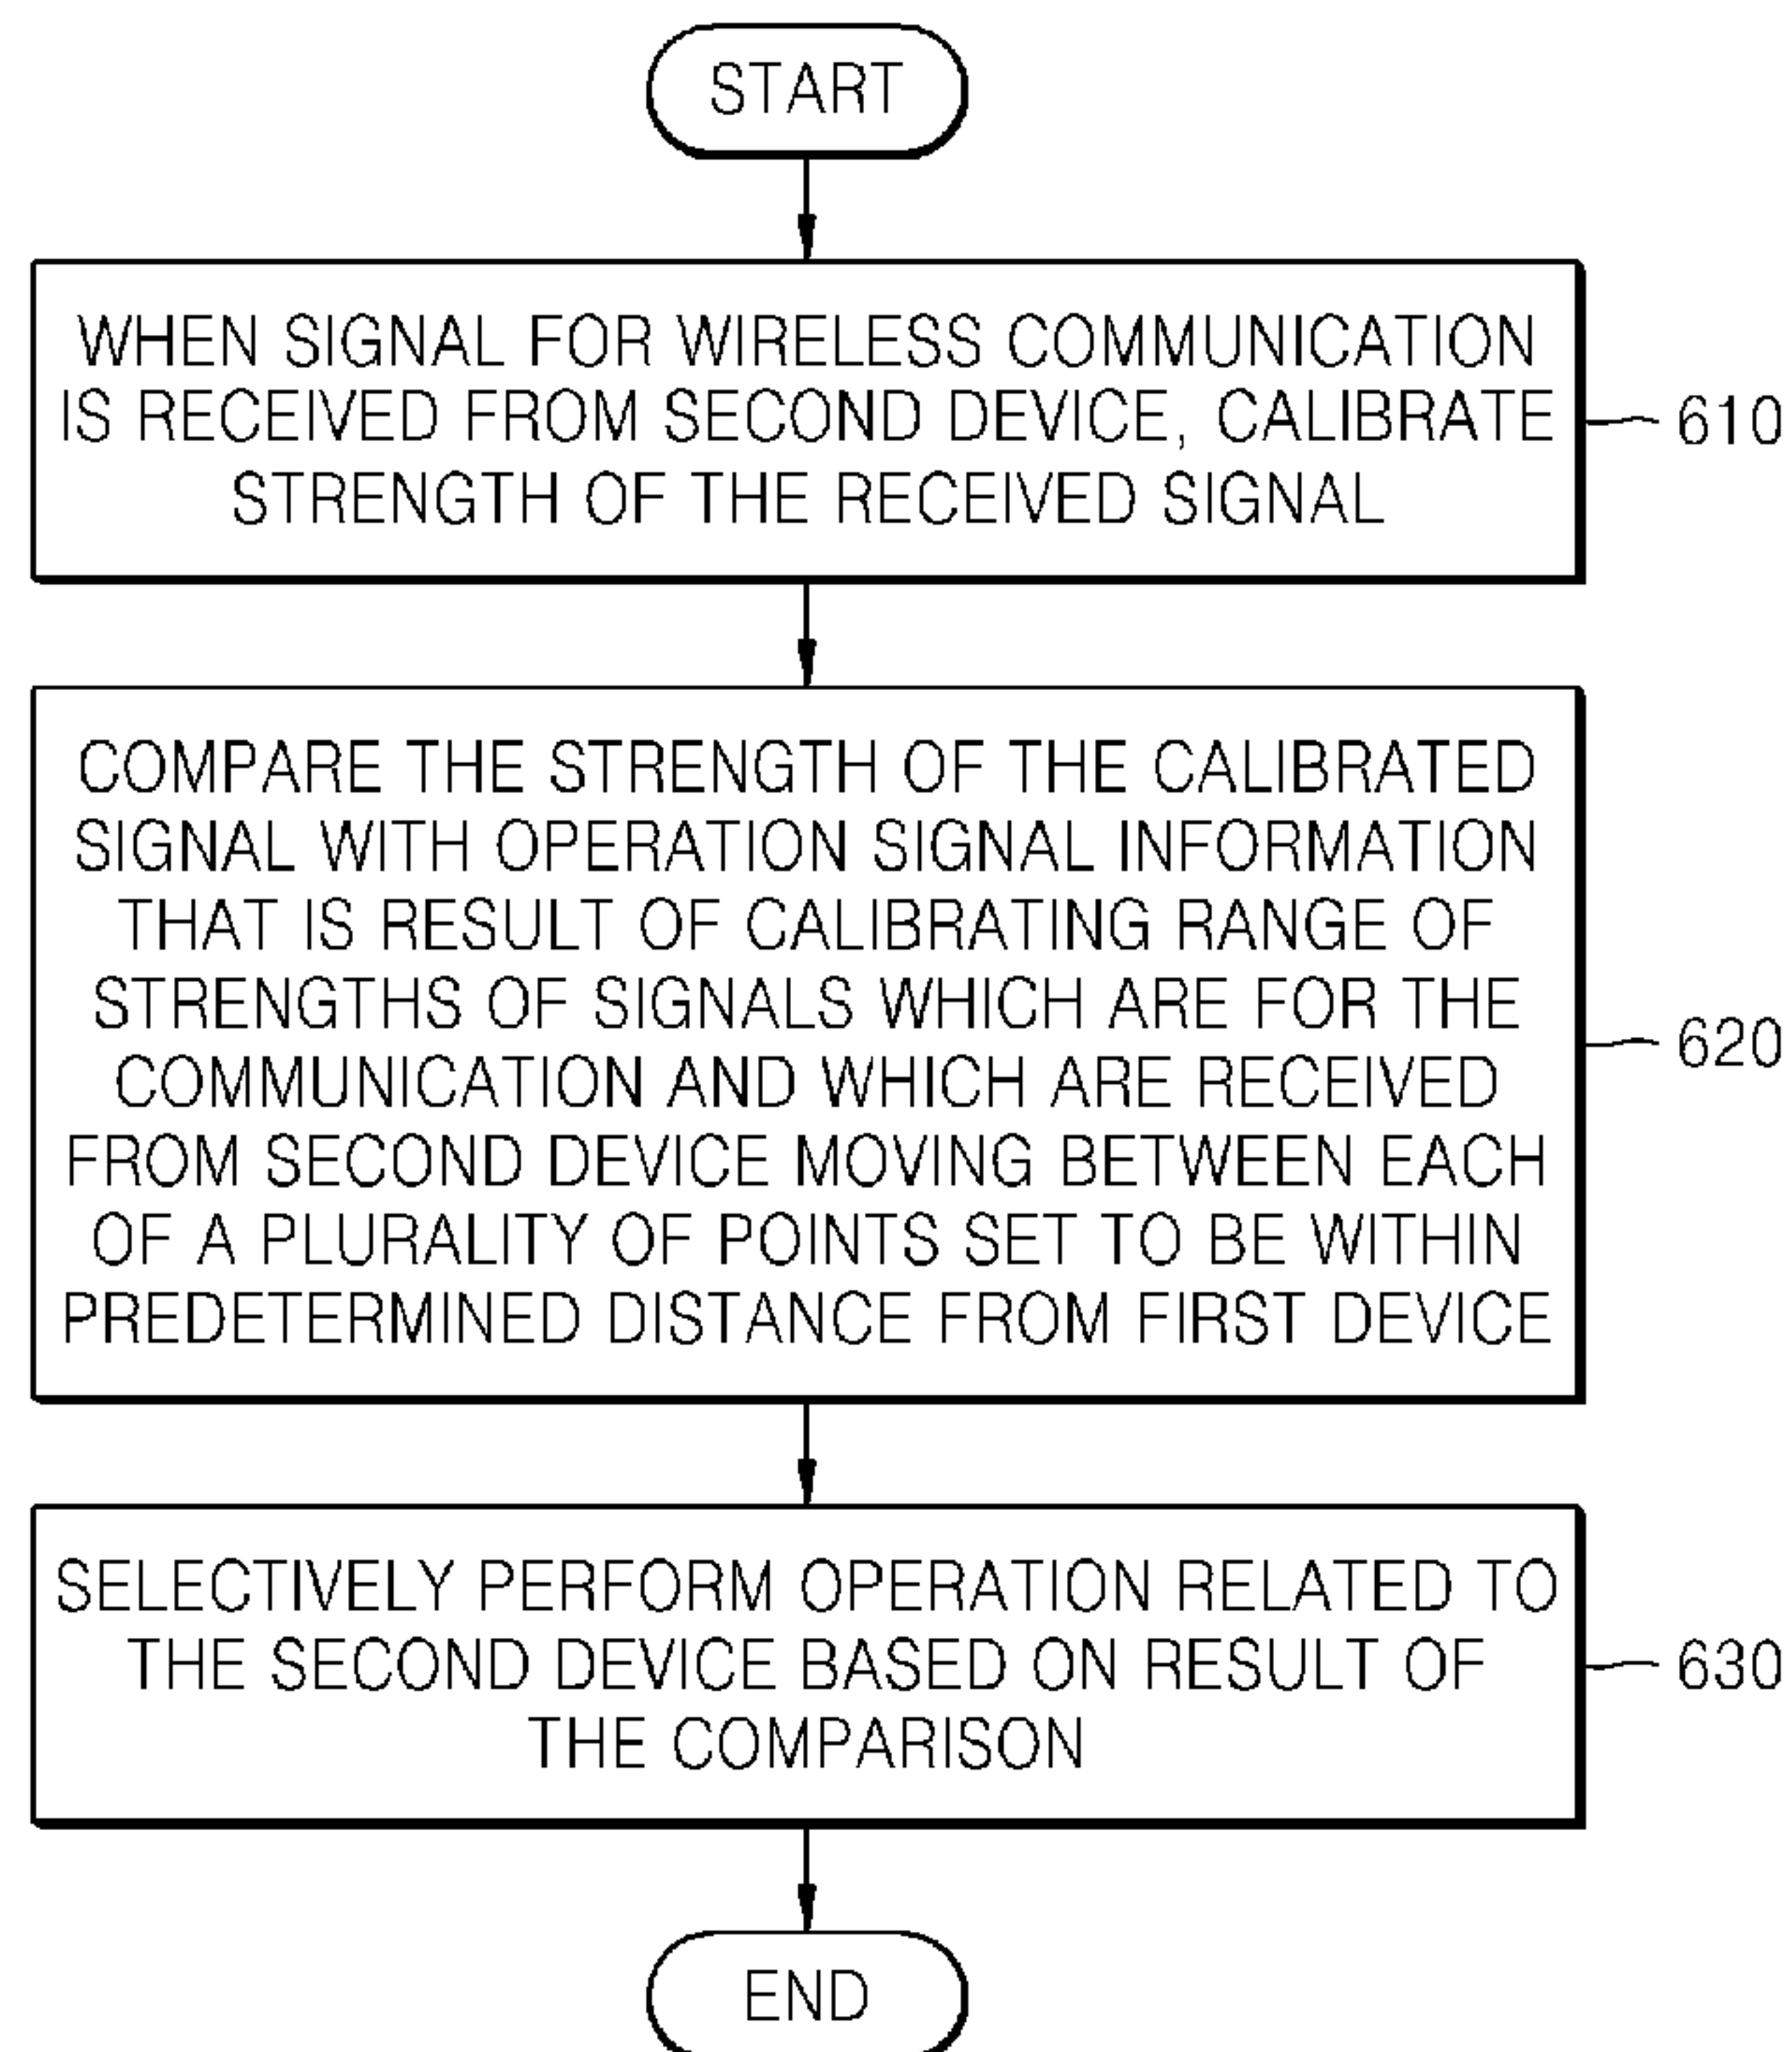 START
WHEN SIGNAL FOR WIRELESS COMMUNICATION
IS RECEIVED FROM SECOND DEVICE, CALIBRATE
STRENGTH OF THE RECEIVED SIGNAL
610
COMPARE THE STRENGTH OF THE CALIBRATED
SIGNAL WITH OPERATION SIGNAL INFORMATION
THAT IS RESULT OF CALIBRATING RANGE OF
STRENGTHS OF SIGNALS WHICH ARE FOR THE
COMMUNICATION AND WHICH ARE RECEIVED
FROM SECOND DEVICE MOVING BETWEEN EACH
OF A PLURALITY OF POINTS SET TO BE WITHIN
PREDETERMINED DISTANCE FROM FIRST DEVICE
620
SELECTIVELY PERFORM OPERATION RELATED TO
THE SECOND DEVICE BASED ON RESULT OF
THE COMPARISON
630
END